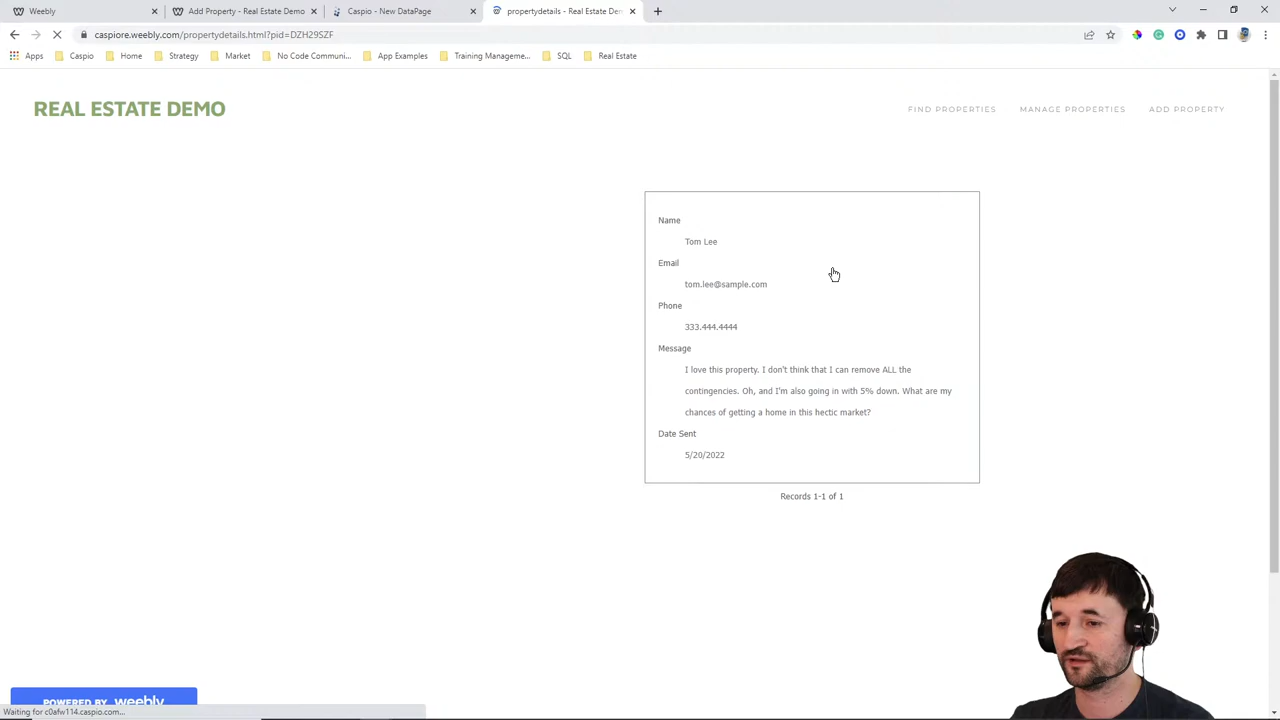 Weebly
Add Property - Real Estate Demo
Caspio - New DataPage
propertydetails - Real Estate Den
caspiore.weebly.com/propertydetails.html?pid=DZH29SZF
Apps
Caspio
Home
Strategy
Market
No Code Communi...
App Examples
Training Manageme...
SQL
Real Estate
REAL ESTATE DEMO
FIND PROPERTIES
MANAGE PROPERTIES
ADD PROPERTY
Name
Tom Lee
Email
tom.lee@sample.com
Phone
333.444.4444
Message
I love this property. I don't think that I can remove ALL the
contingencies. Oh, and I'm also going in with 5% down. What are my
chances of getting a home in this hectic market?
Date Sent
5/20/2022
Records 1-1 of 1
POWERED BY weebly
Waiting for c0afw114.caspio.com...